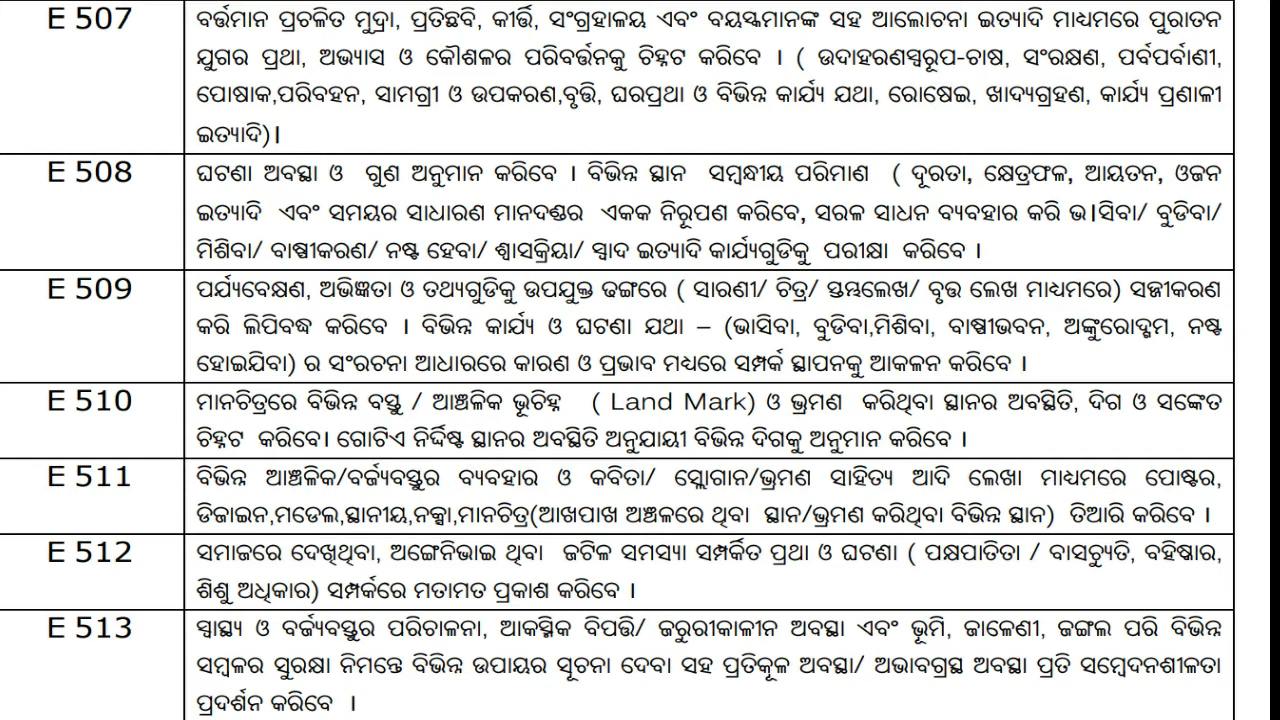 E 507 ବର୍ତ୍ତମାନ ପ୍ରଚଳିତ ମୁଦ୍ରା, ପ୍ରତିଛବି, କୀର୍ତ୍ତି, ସଂଗ୍ରହାଳୟ ଏବଂ ବୟସ୍କମାନଙ୍କ ସହ ଆଲୋଚନା ଇତ୍ୟାଦି ମାଧ୍ୟମରେ ପୁରାତନ
ଯୁଗର ପ୍ରଥା, ଅଭ୍ୟାସ ଓ କୌଶଳର ପରିବର୍ତ୍ତନକୁ ଚିହ୍ନଟ କରିବେ । ( ଉଦାହରଣସ୍ୱରୂପ-ଚାଷ, ସଂରକ୍ଷଣ, ପର୍ବପର୍ବାଣୀ,
ପୋଷାକ,ପରିବହନ, ସାମଗ୍ରୀ ଓ ଉପକରଣ,ବୃତ୍ତି, ଘରପ୍ରଥା ଓ ବିଭିନ୍ନ କାର୍ଯ୍ୟ ଯଥା, ରୋଷେଇ, ଖାଦ୍ୟଗ୍ରହଣ, କାର୍ଯ୍ୟ ପ୍ରଣାଳୀ
ଇତ୍ୟାଦି)।
E 508 ଘଟଣା ଅବସ୍ଥା ଓ ଗୁଣ ଅନୁମାନ କରିବେ । ବିଭିନ୍ନ ସ୍ଥାନ ସମ୍ବନ୍ଧୀୟ ପରିମାଣ ( ଦୂରତା, କ୍ଷେତ୍ରଫଳ, ଆୟତନ, ଓଜନ
ଇତ୍ୟାଦି ଏବଂ ସମୟର ସାଧାରଣ ମାନଦଣ୍ଡର ଏକକ ନିରୂପଣ କରିବେ, ସରଳ ସାଧନ ବ୍ୟବହାର କରି ଭ।ସିବା/ ବୁଡିବା/
ମିଶିବା/ ବାଷ୍ପୀକରଣ/ ନଷ୍ଟ ହେବା/ ଶ୍ୱାସକ୍ରିୟା/ ସ୍ୱାଦ ଇତ୍ୟାଦି କାର୍ଯ୍ୟଗୁଡିକୁ ପରୀକ୍ଷା କରିବେ ।
E 509 ପର୍ଯ୍ୟବେକ୍ଷଣ, ଅଭିଜ୍ଞତା ଓ ତଥ୍ୟଗୁଡିକୁ ଉପଯୁକ୍ତ ଢଙ୍ଗରେ ( ସାରଣୀ/ ଚିତ୍ର/ ସ୍ତମ୍ଭଲେଖ/ ବୃତ୍ତ ଲେଖ ମାଧ୍ୟମରେ) ସଜ୍ଜୀକରଣ
କରି ଲିପିବଦ୍ଧ କରିବେ । ବିଭିନ୍ନ କାର୍ଯ୍ୟ ଓ ଘଟଣା ଯଥା – (ଭାସିବା, ବୁଡିବା,ମିଶିବା, ବାଷ୍ପୀଭବନ, ଅଙ୍କୁରୋଦ୍ଗମ, ନଷ୍ଟ
ହୋଇଯିବା) ର ସଂରଚନା ଆଧାରରେ କାରଣ ଓ ପ୍ରଭାବ ମଧ୍ୟରେ ସମ୍ପର୍କ ସ୍ଥାପନକୁ ଆକଳନ କରିବେ ।
E 510 ମାନଚିତ୍ରରେ ବିଭିନ୍ନ ବସ୍ତୁ / ଆଞ୍ଚଳିକ ଭୂଚିହ୍ନ ( Land Mark) ଓ ଭ୍ରମଣ କରିଥିବା ସ୍ଥାନର ଅବସ୍ଥିତି, ଦିଗ ଓ ସଙ୍କେତ
ଚିହ୍ନଟ କରିବେ। ଗୋଟିଏ ନିର୍ଦ୍ଦିଷ୍ଟ ସ୍ଥାନର ଅବସ୍ଥିତି ଅନୁଯାୟୀ ବିଭିନ୍ନ ଦିଗକୁ ଅନୁମାନ କରିବେ ।
E 511 ବିଭିନ୍ନ ଆଞ୍ଚଳିକ/ବର୍ଜ୍ୟବସ୍ତୁର ବ୍ୟବହାର ଓ କବିତା/ ସ୍ଲୋଗାନ/ଭ୍ରମଣ ସାହିତ୍ୟ ଆଦି ଲେଖା ମାଧ୍ୟମରେ ପୋଷ୍ଟର,
ଡିଜାଇନ,ମଡେଲ,ସ୍ଥାନୀୟ,ନକ୍ସା,ମାନଚିତ୍ର(ଆଖପାଖ ଅଞ୍ଚଳରେ ଥିବା ସ୍ଥାନ/ଭ୍ରମଣ କରିଥିବା ବିଭିନ୍ନ ସ୍ଥାନ) ତିଆରି କରିବେ ।
E 512 ସମାଜରେ ଦେଖିଥିବା, ଅଙ୍ଗେନିଭାଇ ଥିବା ଜଟିଳ ସମସ୍ୟା ସମ୍ପର୍କିତ ପ୍ରଥା ଓ ଘଟଣା ( ପକ୍ଷପାତିତା / ବାସଚ୍ୟୁତି, ବହିଷ୍କାର,
ଶିଶୁ ଅଧିକାର) ସମ୍ପର୍କରେ ମତାମତ ପ୍ରକାଶ କରିବେ ।
E 513 ସ୍ୱାସ୍ଥ୍ୟ ଓ ବର୍ଜ୍ୟବସ୍ତୁର ପରିଚାଳନା, ଆକସ୍ମିକ ବିପତ୍ତି/ ଜରୁରୀକାଳୀନ ଅବସ୍ଥା ଏବଂ ଭୂମି, ଜାଳେଣୀ, ଜଙ୍ଗଲ ପରି ବିଭିନ୍ନ
ସମ୍ବଳର ସୁରକ୍ଷା ନିମନ୍ତେ ବିଭିନ୍ନ ଉପାୟର ସୂଚନା ଦେବା ସହ ପ୍ରତିକୂଳ ଅବସ୍ଥା/ ଅଭାବଗ୍ରସ୍ଥ ଅବସ୍ଥା ପ୍ରତି ସମ୍ବେଦନଶୀଳତା
ପ୍ରଦର୍ଶନ କରିବେ ।